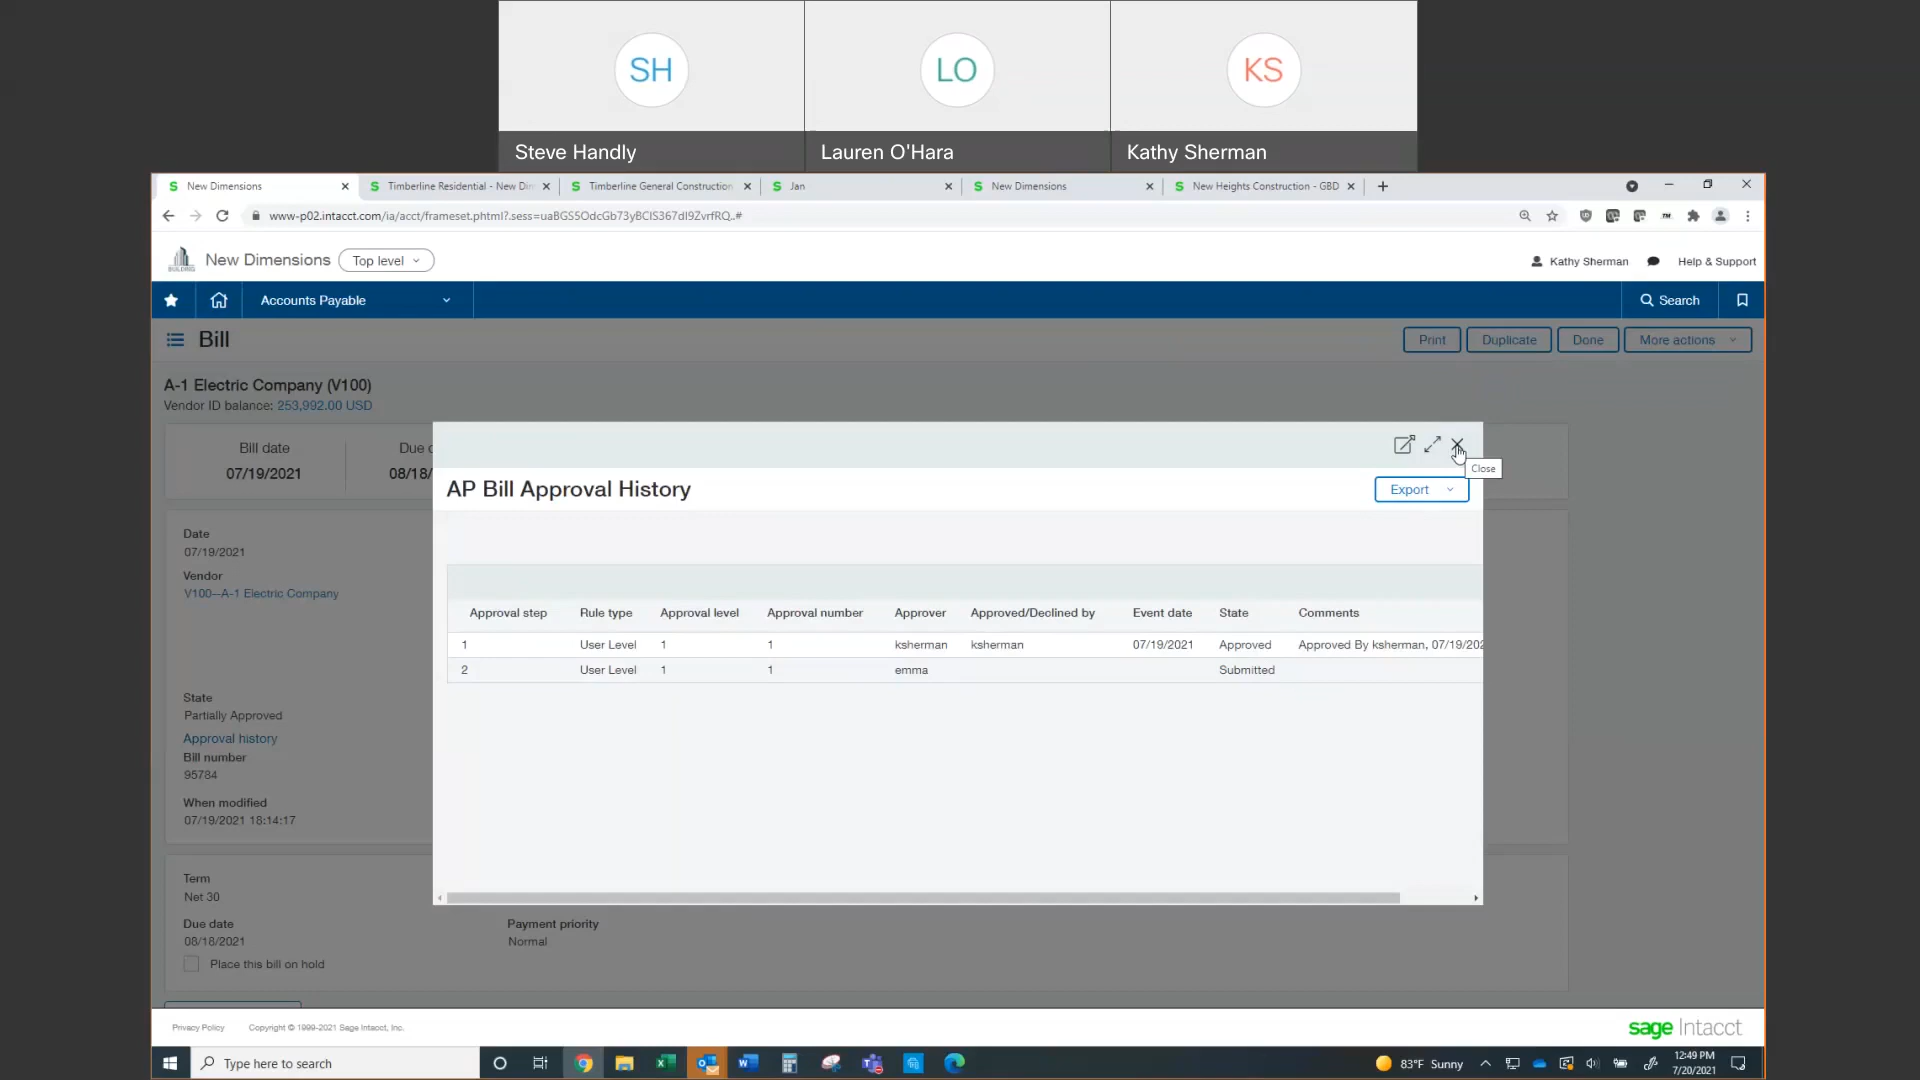 SH
LO
KS
Steve Handly
Lauren O'Hara
Kathy Sherman
New Dimensions
Timberline Residential - New Dim
Timberline General Construction
Jan
New Dimensions
New Heights Construction - GBD
www-p02.intacct.com/ia/acct/frameset.phtml?.sess=uaBGS5OdcGb73yBClS367dI9ZvrfRQ..#
New Dimensions
Top level
Kathy Sherman
Help & Support
Accounts Payable
Search
Bill
Print
Duplicate
Done
More actions
A-1 Electric Company (V100)
Vendor ID balance: 253,992.00 USD
Bill date
07/19/2021
Due
08/18/
Close
AP Bill Approval History
Export
Approval step Rule type Approval level Approval number Approver Approved/Declined by Event date State Comments
1 User Level 1 1 ksherman ksherman 07/19/2021 Approved Approved By ksherman, 07/19/202
2 User Level 1 1 emma Submitted
Date
07/19/2021
Vendor
V100--A-1 Electric Company
State
Partially Approved
Approval history
Bill number
95784
When modified
07/19/2021 18:14:17
Term
Net 30
Due date
08/18/2021
Payment priority
Normal
Place this bill on hold
Privacy Policy
Copyright © 1999-2021 Sage Intacct, Inc.
sage Intacct
Type here to search
83°F Sunny
12:49 PM
7/20/2021